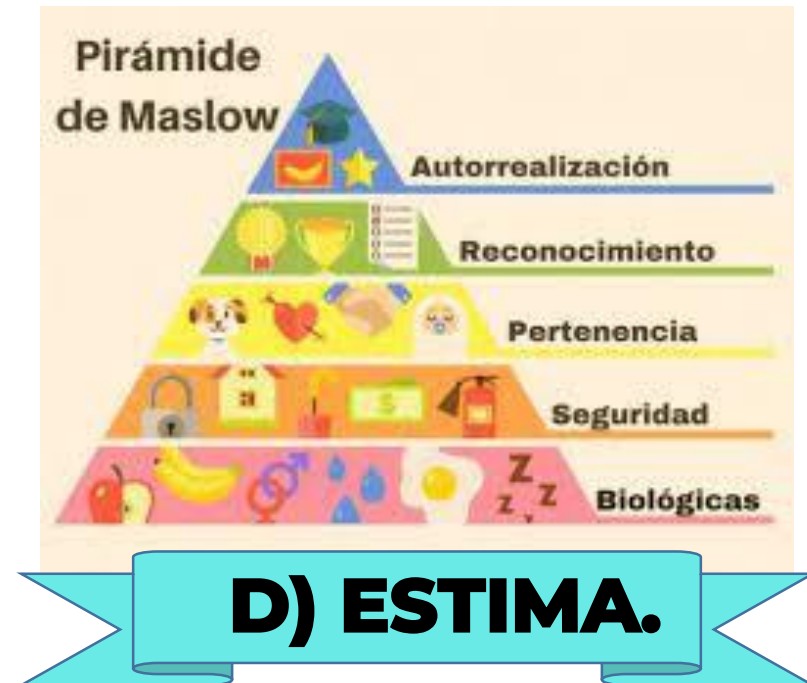 Pirámide
de Maslow
Autorrealización
Reconocimiento
Pertenencia
Seguridad
Z
Z Z
Biológicas
D) ESTIMA.